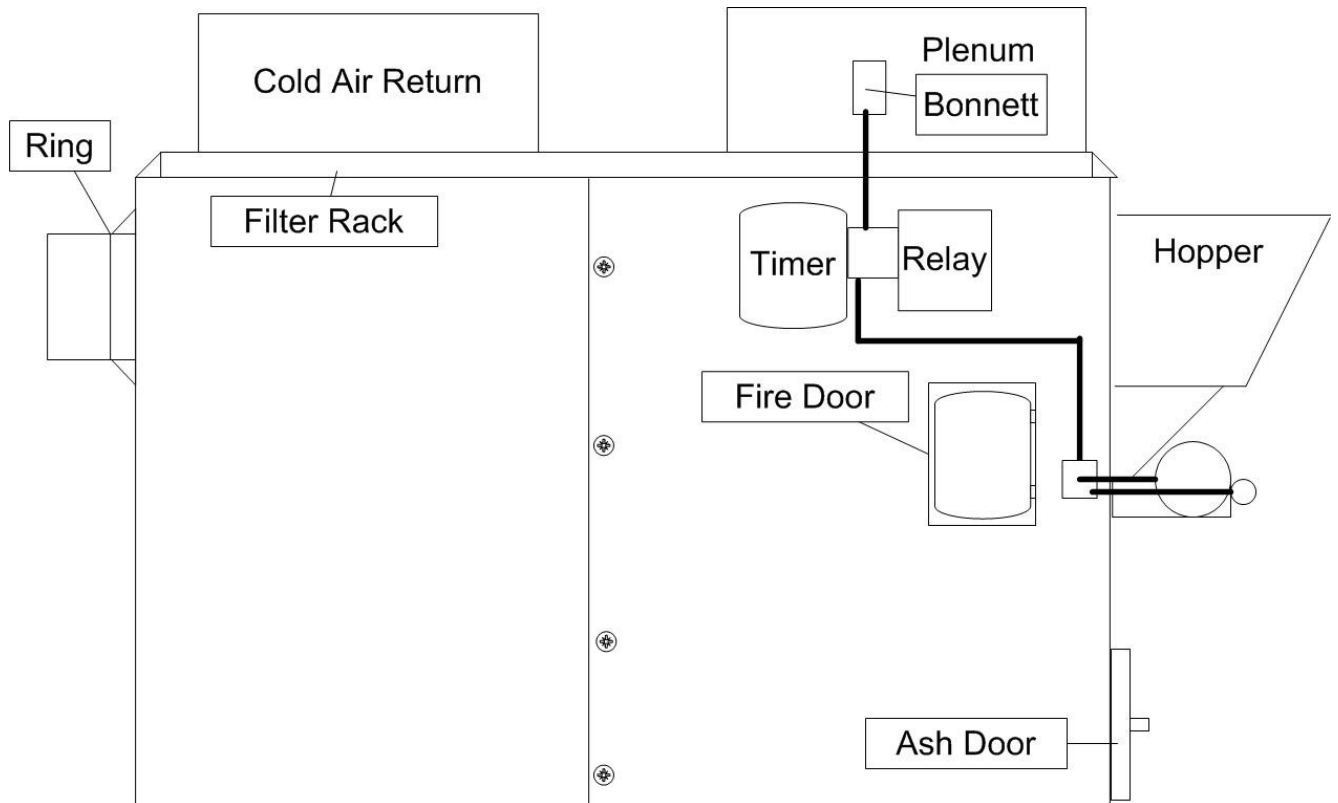 Cold Air Return
Plenum
Bonnett
Ring
Filter Rack
Timer
Relay
Hopper
Fire Door
Ash Door